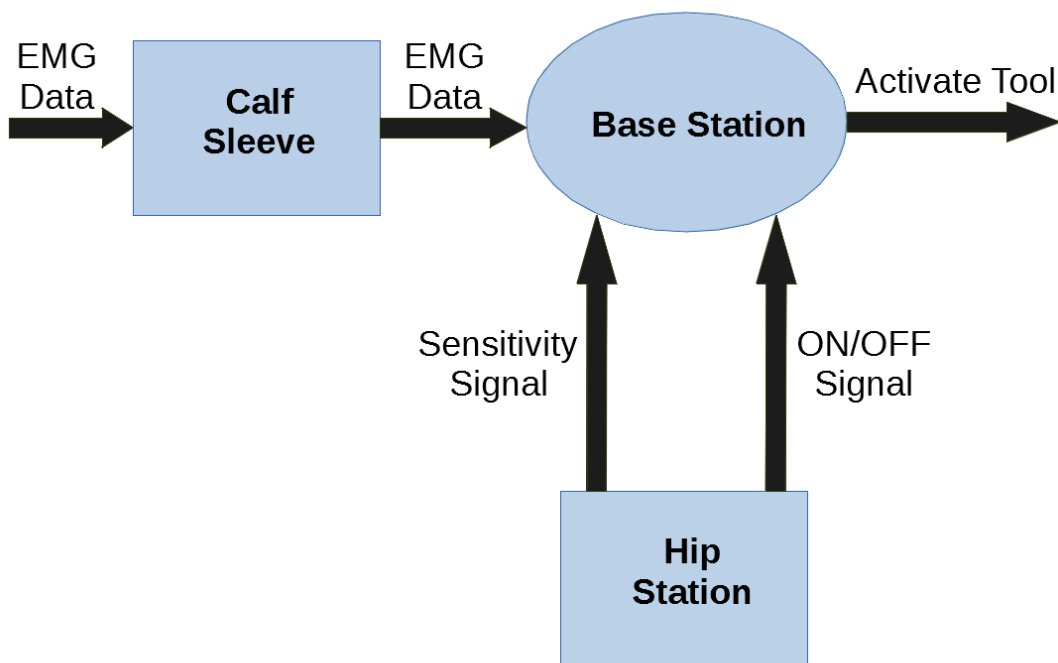 EMG
Data
Calf
Sleeve
EMG
Data
Base Station
Activate Tool
Sensitivity
Signal
ON/OFF
Signal
Hip
Station